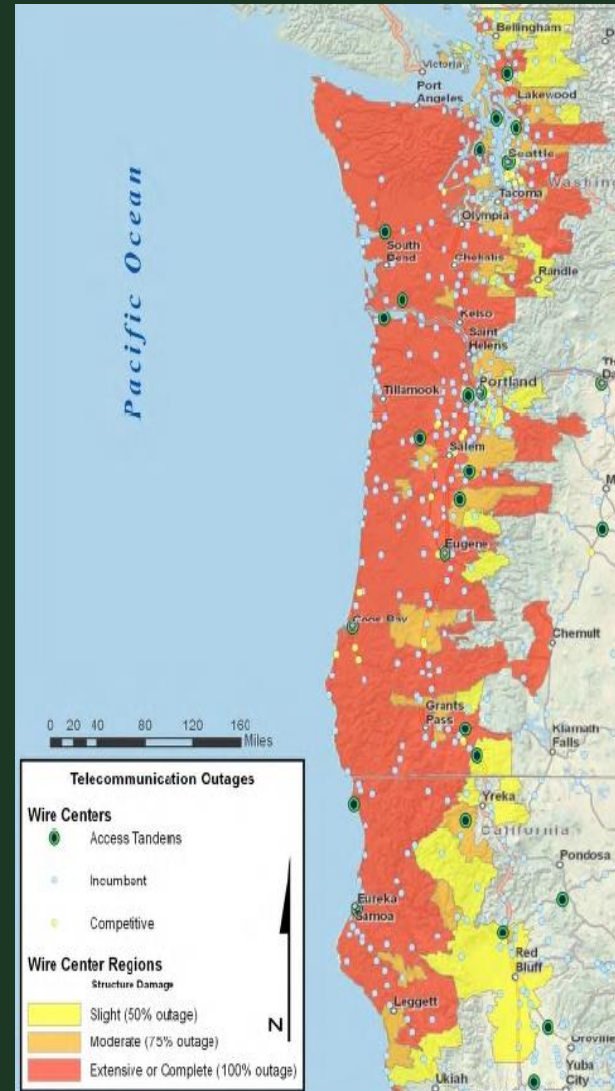 Bellingham
Victoria
Port
Angeles
Lakewood
Seattle
Washin
Tacoma
Olympia
South
Bend
Chehalis
Randle
Kelso
Saint
Helens
Portland
Tillamook
Salem
Eugene
Coos Bay
Chemult
Grants
Pass
Klamath
Falls
Yreka
California
Pondosa
Eureka
Samoa
Red
Bluff
Leggett
Oroville
Yuba
City
Ukiah
Pacific Ocean
0 20 40 80 120 160
Miles
Telecommunication Outages
Wire Centers
Access Tandems
Incumbent
Competitive
Wire Center Regions
Structure Damage
Slight (50% outage)
Moderate (75% outage)
Extensive or Complete (100% outage)
N